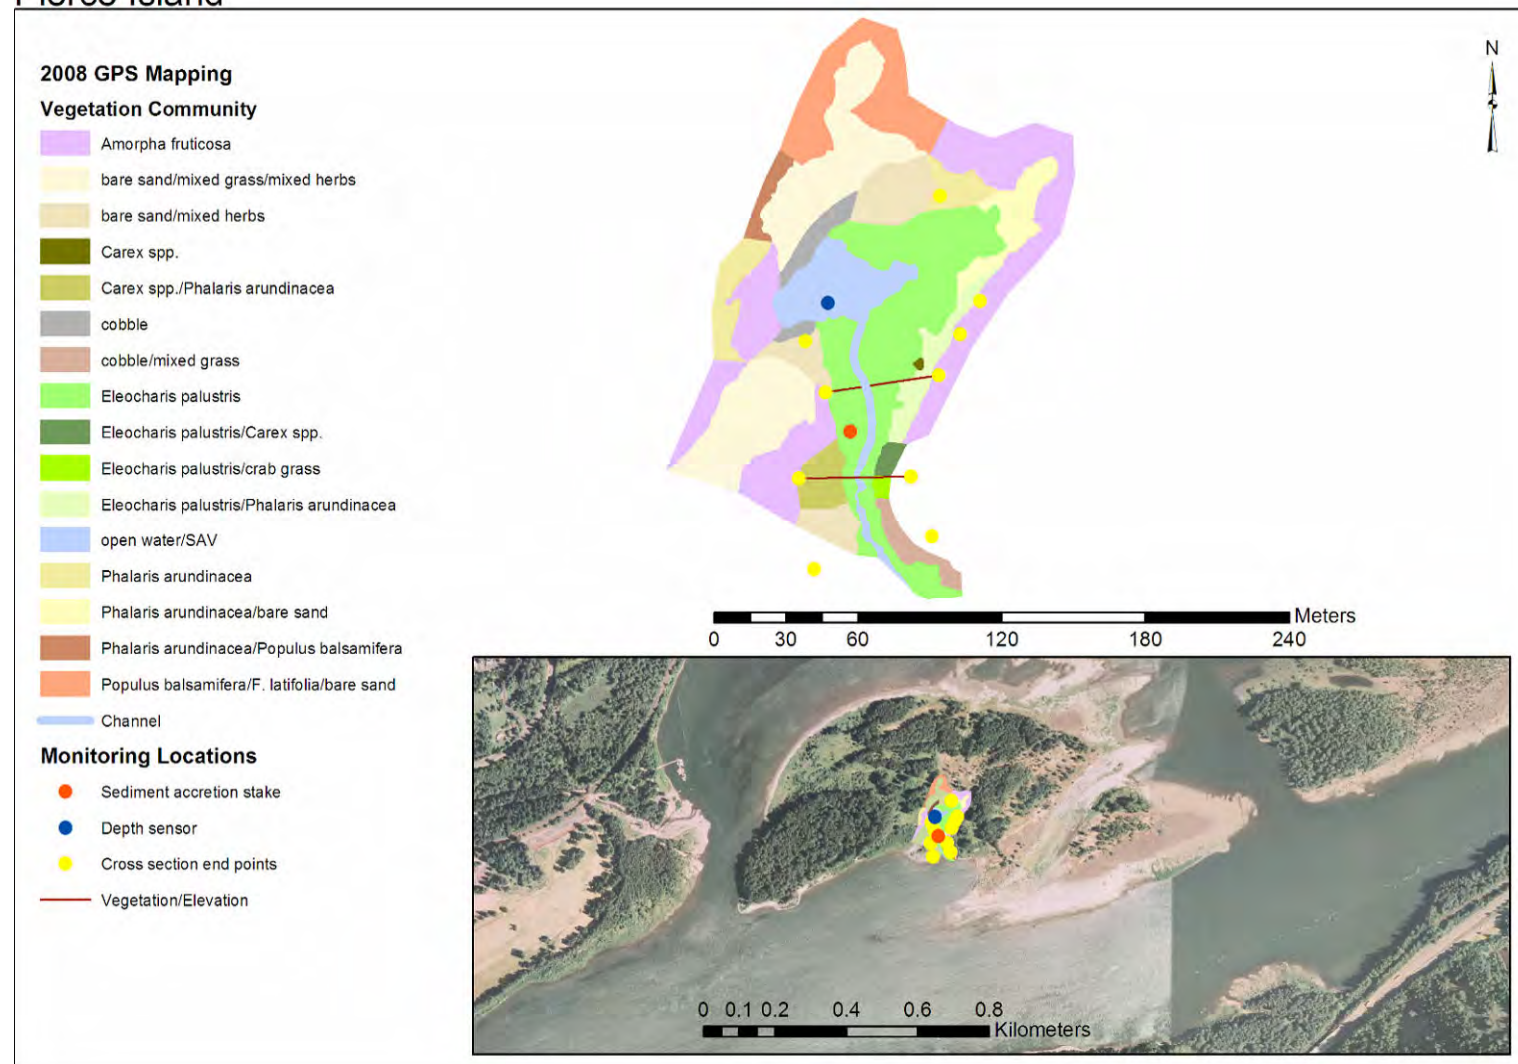 Pierce Island
2008 GPS Mapping
Vegetation Community
Amorpha fruticosa
bare sand/mixed grass/mixed herbs
bare sand/mixed herbs
Carex spp.
Carex spp./Phalaris arundinacea
cobble
cobble/mixed grass
Eleocharis palustris
Eleocharis palustris/Carex spp.
Eleocharis palustris/crab grass
Eleocharis palustris/Phalaris arundinacea
open water/SAV
Phalaris arundinacea
Phalaris arundinacea/bare sand
Phalaris arundinacea/Populus balsamifera
Populus balsamifera/F. latifolia/bare sand
Channel
Monitoring Locations
Sediment accretion stake
Depth sensor
Cross section end points
Vegetation/Elevation
N
Meters
0 30 60 120 180 240
0 0.1 0.2 0.4 0.6 0.8
Kilometers